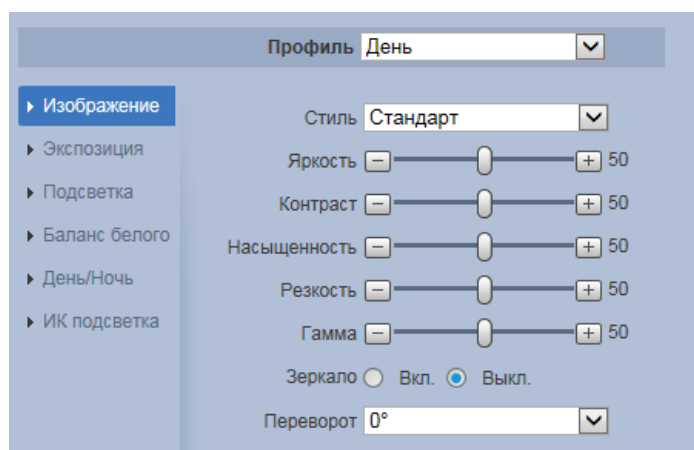 Профиль День
Изображение
Экспозиция
Подсветка
Баланс белого
День/Ночь
ИК подсветка
Стиль Стандарт
Яркость 50
Контраст 50
Насыщенность 50
Резкость 50
Гамма 50
Зеркало Вкл. Выкл.
Переворот 0°